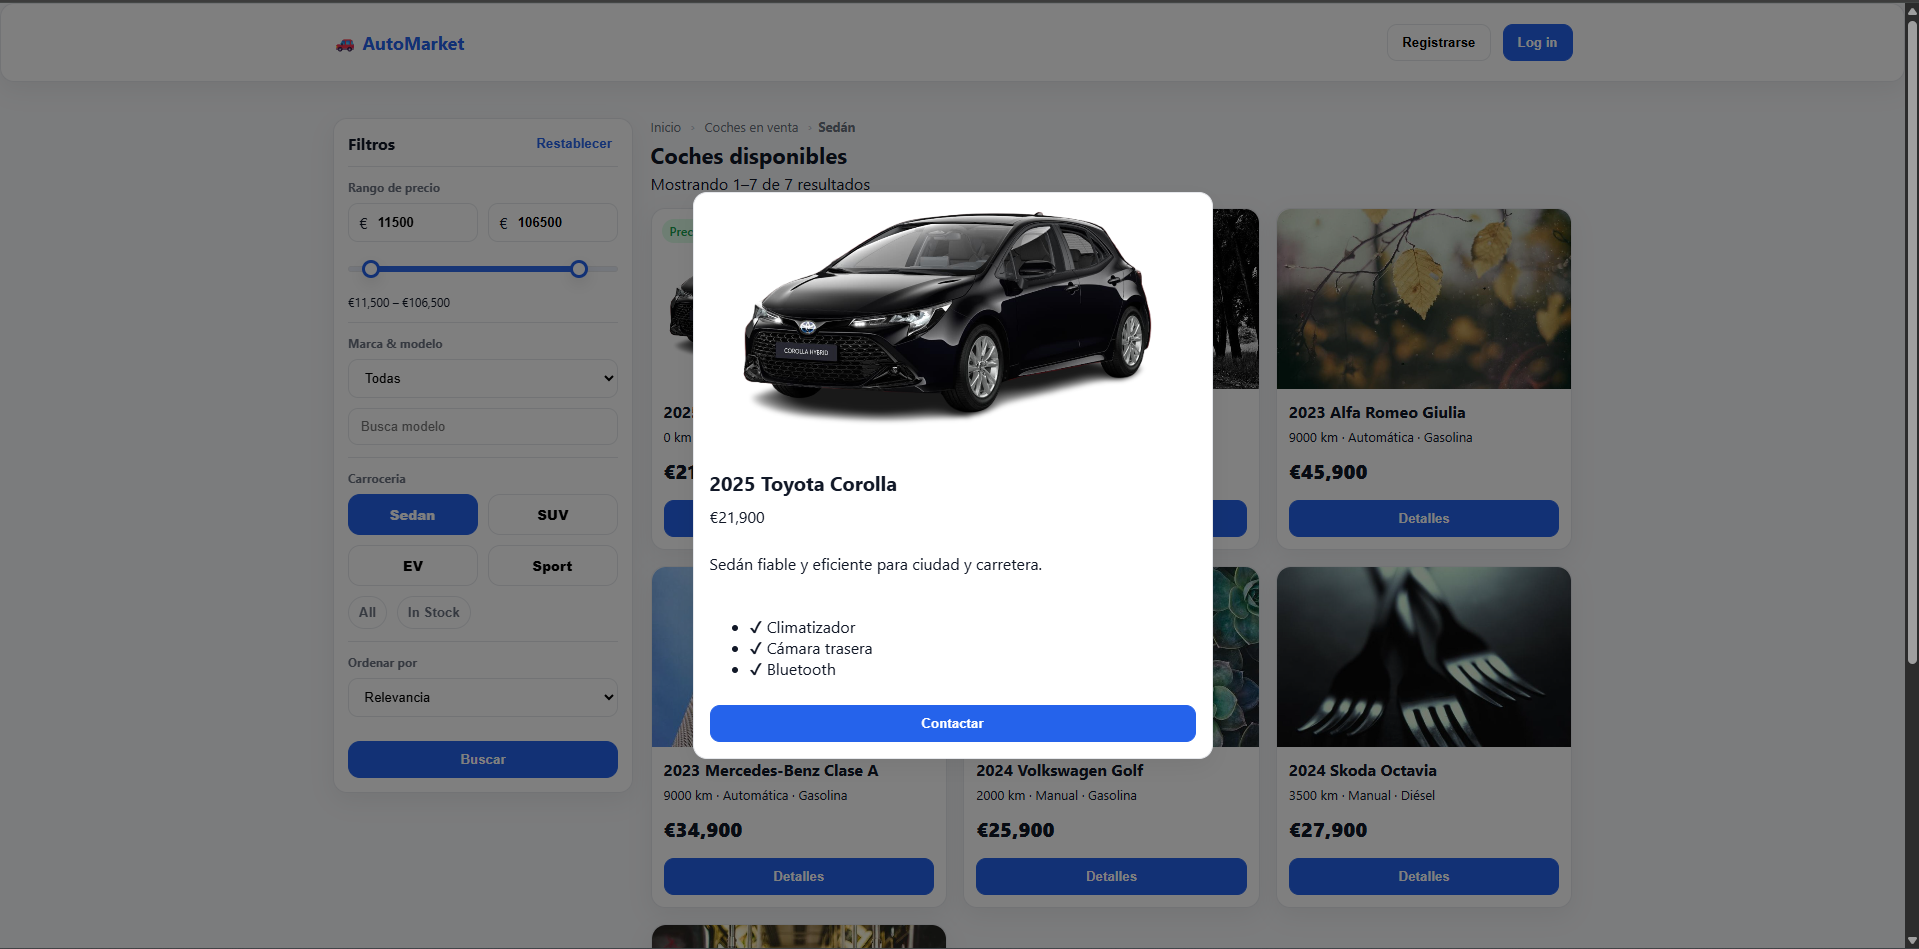 AutoMarket
Registrarse
Log in
Filtros
Restablecer
Rango de precio
€ 11500
€ 106500
€11,500 – €106,500
Marca & modelo
Todas
Busca modelo
Carroceria
Sedan
SUV
EV
Sport
All
In Stock
Ordenar por
Relevancia
Buscar
Inicio › Coches en venta › Sedán
Coches disponibles
Mostrando 1–7 de 7 resultados
0 km
2023 Alfa Romeo Giulia
9000 km · Automática · Gasolina
€45,900
Detalles
COROLLA HYBRID
2025 Toyota Corolla
€21,900
Sedán fiable y eficiente para ciudad y carretera.
• ✓ Climatizador
• ✓ Cámara trasera
• ✓ Bluetooth
Contactar
2023 Mercedes-Benz Clase A
9000 km · Automática · Gasolina
€34,900
Detalles
2024 Volkswagen Golf
2000 km · Manual · Gasolina
€25,900
Detalles
2024 Skoda Octavia
3500 km · Manual · Diésel
€27,900
Detalles